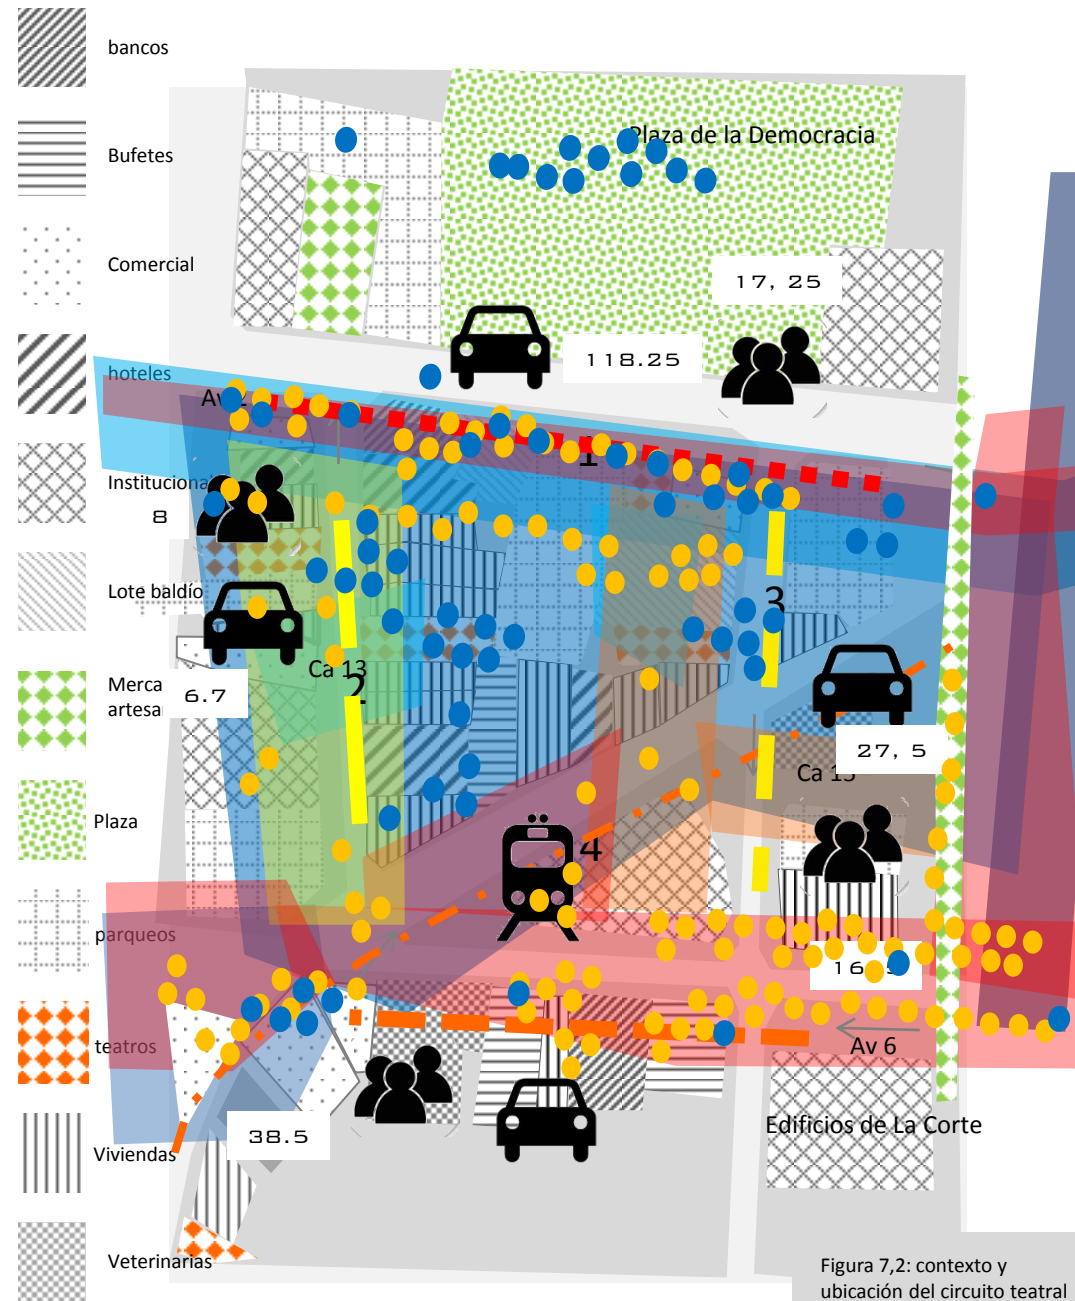 bancos
Bufetes
Comercial
hoteles
Instituciona
Lote baldío
Merca
artesa
Plaza
parqueos
teatros
Viviendas
Veterinarias
Plaza de la Democracia
17, 25
118.25
1
8
3
Ca 13
2
6.7
27, 5
4
Av 6
38.5
Edificios de La Corte
Figura 7,2: contexto y
ubicación del circuito teatral